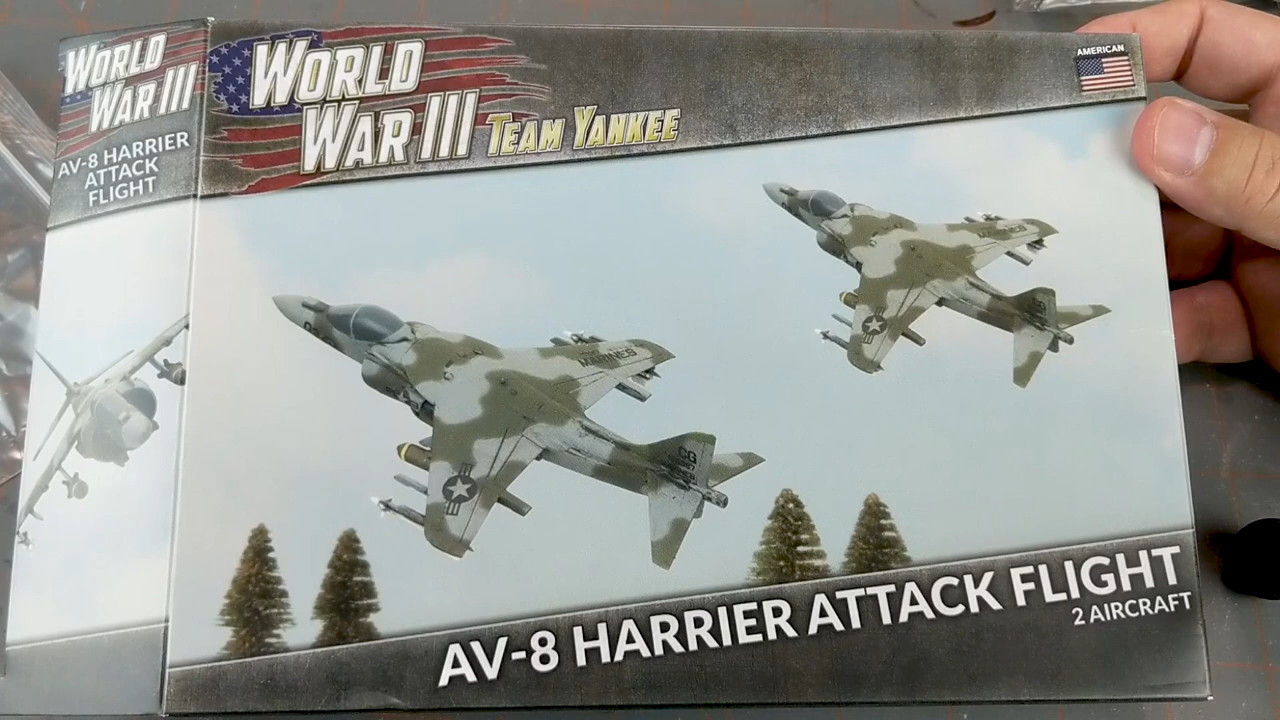 WORLD
WAR III
AV-8 HARRIER
ATTACK
FLIGHT
WORLD
WAR III TEAM YANKEE
AMERICAN
MARINES
CG
AV-8 HARRIER ATTACK FLIGHT
2 AIRCRAFT